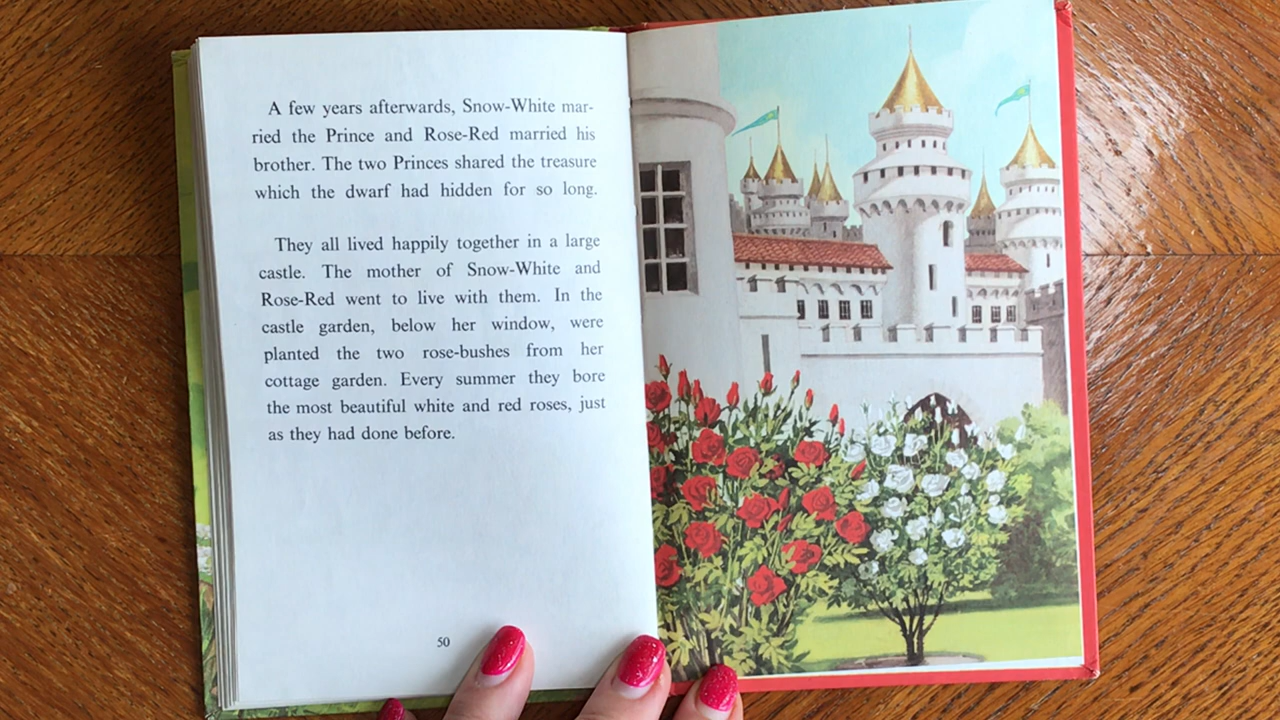 A few years afterwards, Snow-White mar-
ried the Prince and Rose-Red married his
brother. The two Princes shared the treasure
which the dwarf had hidden for so long.
They all lived happily together in a large
castle. The mother of Snow-White and
Rose-Red went to live with them. In the
castle garden, below her window, were
planted the two rose-bushes from her
cottage garden. Every summer they bore
the most beautiful white and red roses, just
as they had done before.
50